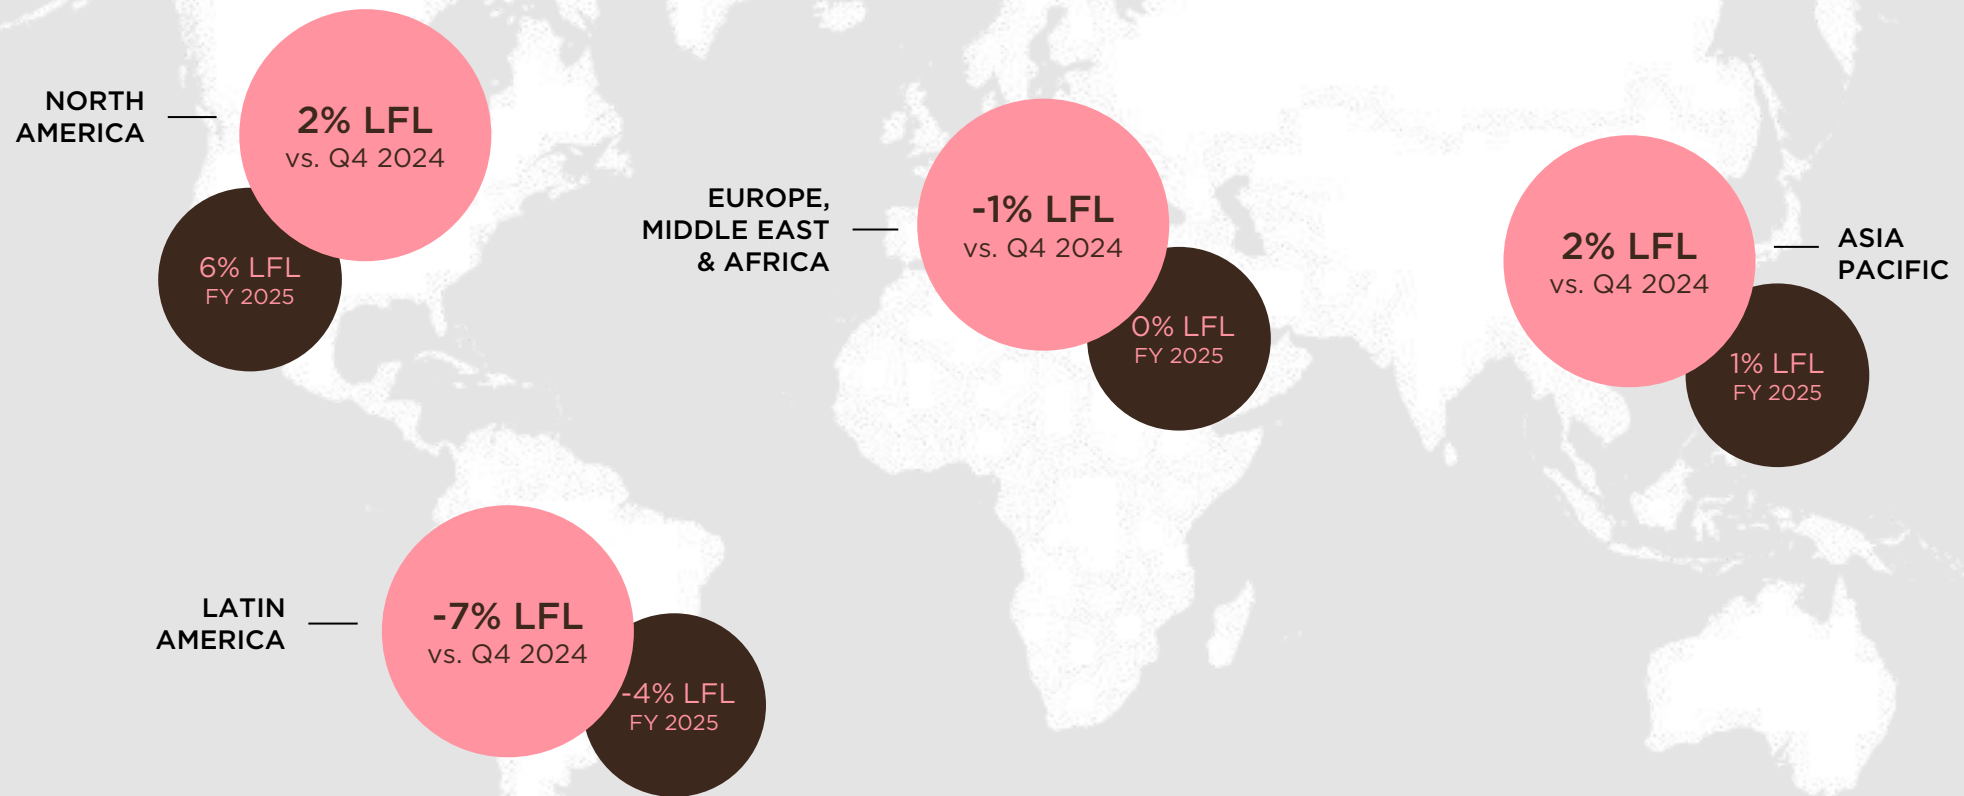 NORTH
AMERICA
2% LFL
vs. Q4 2024
6% LFL
FY 2025
EUROPE,
MIDDLE EAST
& AFRICA
-1% LFL
vs. Q4 2024
0% LFL
FY 2025
2% LFL
vs. Q4 2024
ASIA
PACIFIC
1% LFL
FY 2025
LATIN
AMERICA
-7% LFL
vs. Q4 2024
-4% LFL
FY 2025